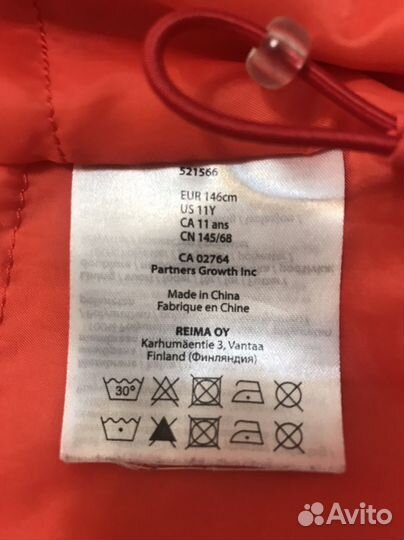 521566
EUR 146cm
US 11Y
CA 11 ans
CN 145/68
CA 02764
Partners Growth Inc
Made in China
Fabrique en Chine
REIMA OY
Karhumäentie 3, Vantaa
Finland (Финляндия)
30°
Avito